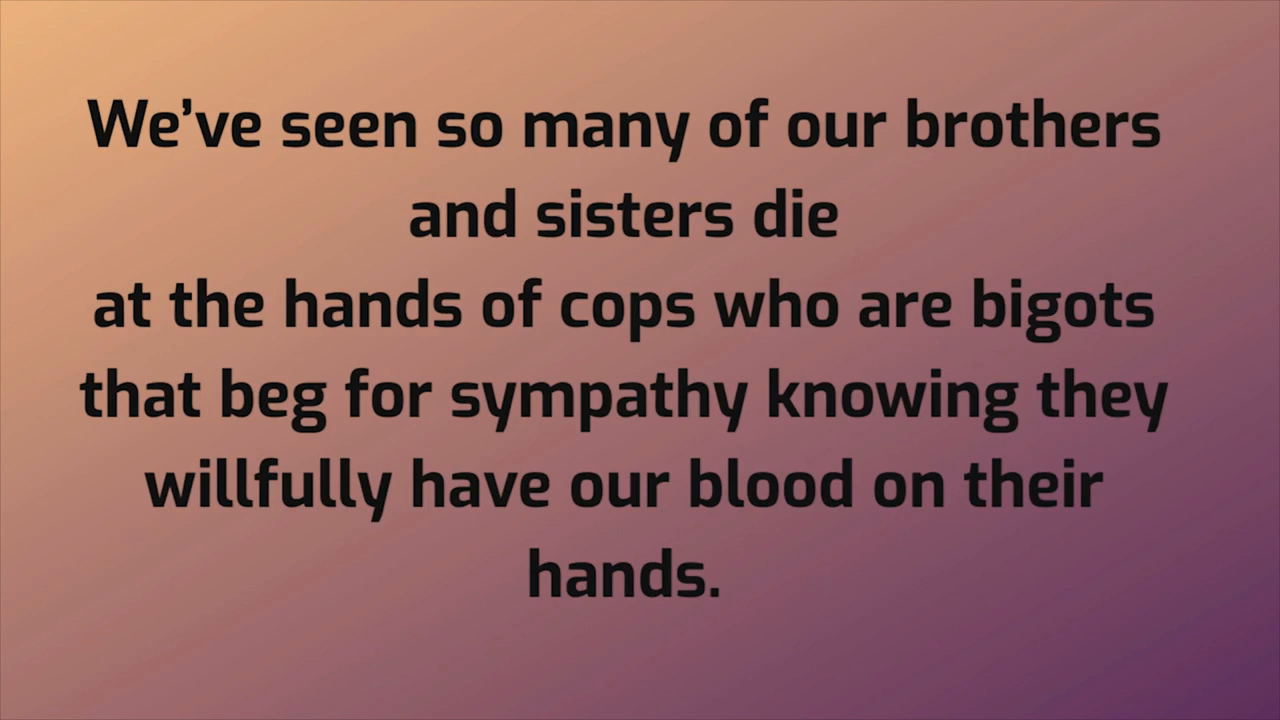 We’ve seen so many of our brothers
and sisters die
at the hands of cops who are bigots
that beg for sympathy knowing they
willfully have our blood on their
hands.